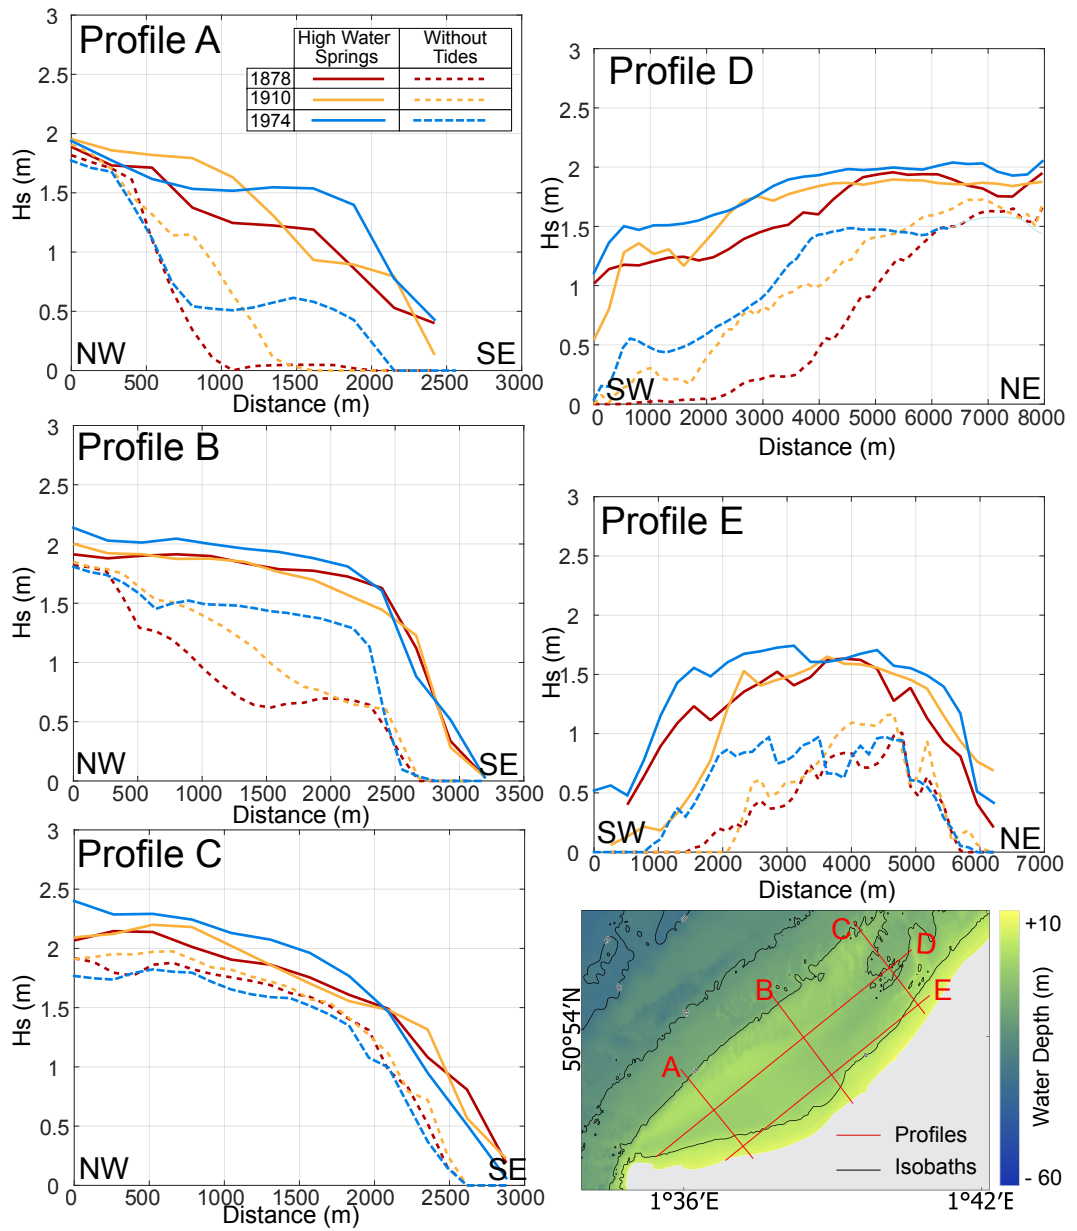 Profile A
High Water Springs
Without Tides
1878
1910
1974
3
2.5
2
1.5
1
0.5
0
Hs (m)
NW
SE
0 500 1000 1500 2000 2500 3000
Distance (m)
Profile B
3
2.5
2
1.5
1
0.5
0
Hs (m)
NW
SE
0 500 1000 1500 2000 2500 3000 3500
Distance (m)
Profile C
3
2.5
2
1.5
1
0.5
0
Hs (m)
NW
SE
0 500 1000 1500 2000 2500 3000
Distance (m)
Profile D
3
2.5
2
1.5
1
0.5
0
Hs (m)
SW
NE
0 1000 2000 3000 4000 5000 6000 7000 8000
Distance (m)
Profile E
3
2.5
2
1.5
1
0.5
0
Hs (m)
SW
NE
0 1000 2000 3000 4000 5000 6000 7000
Distance (m)
C
D
B
E
A
50°54′N
Profiles
Isobaths
1°36′E
1°42′E
+10
Water Depth (m)
- 60